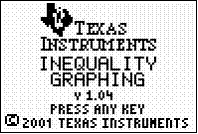 TEXAS
INSTRUMENTS
INEQUALITY
GRAPHING
V 1.04
PRESS ANY KEY
© 2001 TEXAS INSTRUMENTS